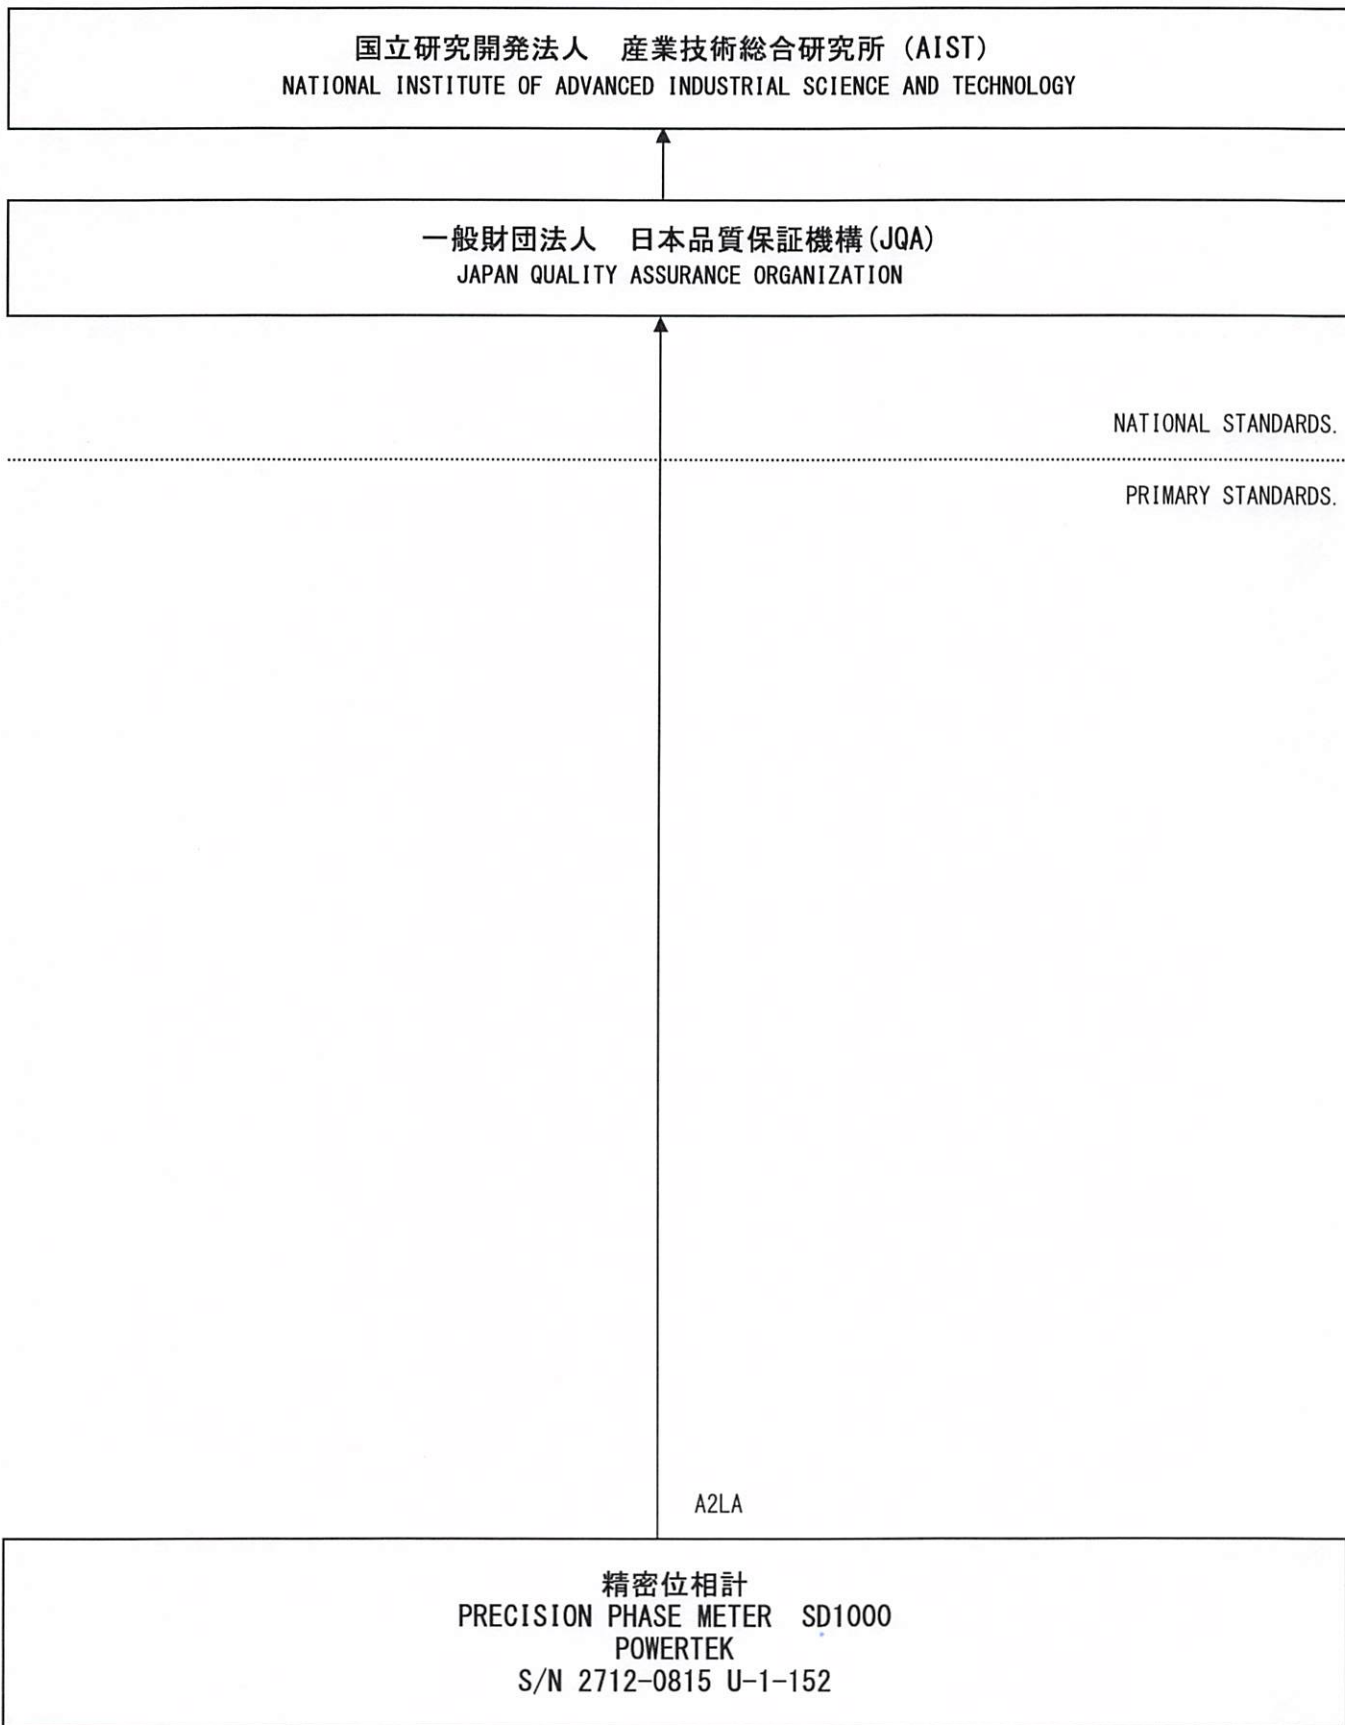 国立研究開発法人　産業技術総合研究所 (AIST)
NATIONAL INSTITUTE OF ADVANCED INDUSTRIAL SCIENCE AND TECHNOLOGY
一般財団法人　日本品質保証機構(JQA)
JAPAN QUALITY ASSURANCE ORGANIZATION
NATIONAL STANDARDS.
PRIMARY STANDARDS.
A2LA
精密位相計
PRECISION PHASE METER　SD1000
POWERTEK
S/N 2712-0815 U-1-152